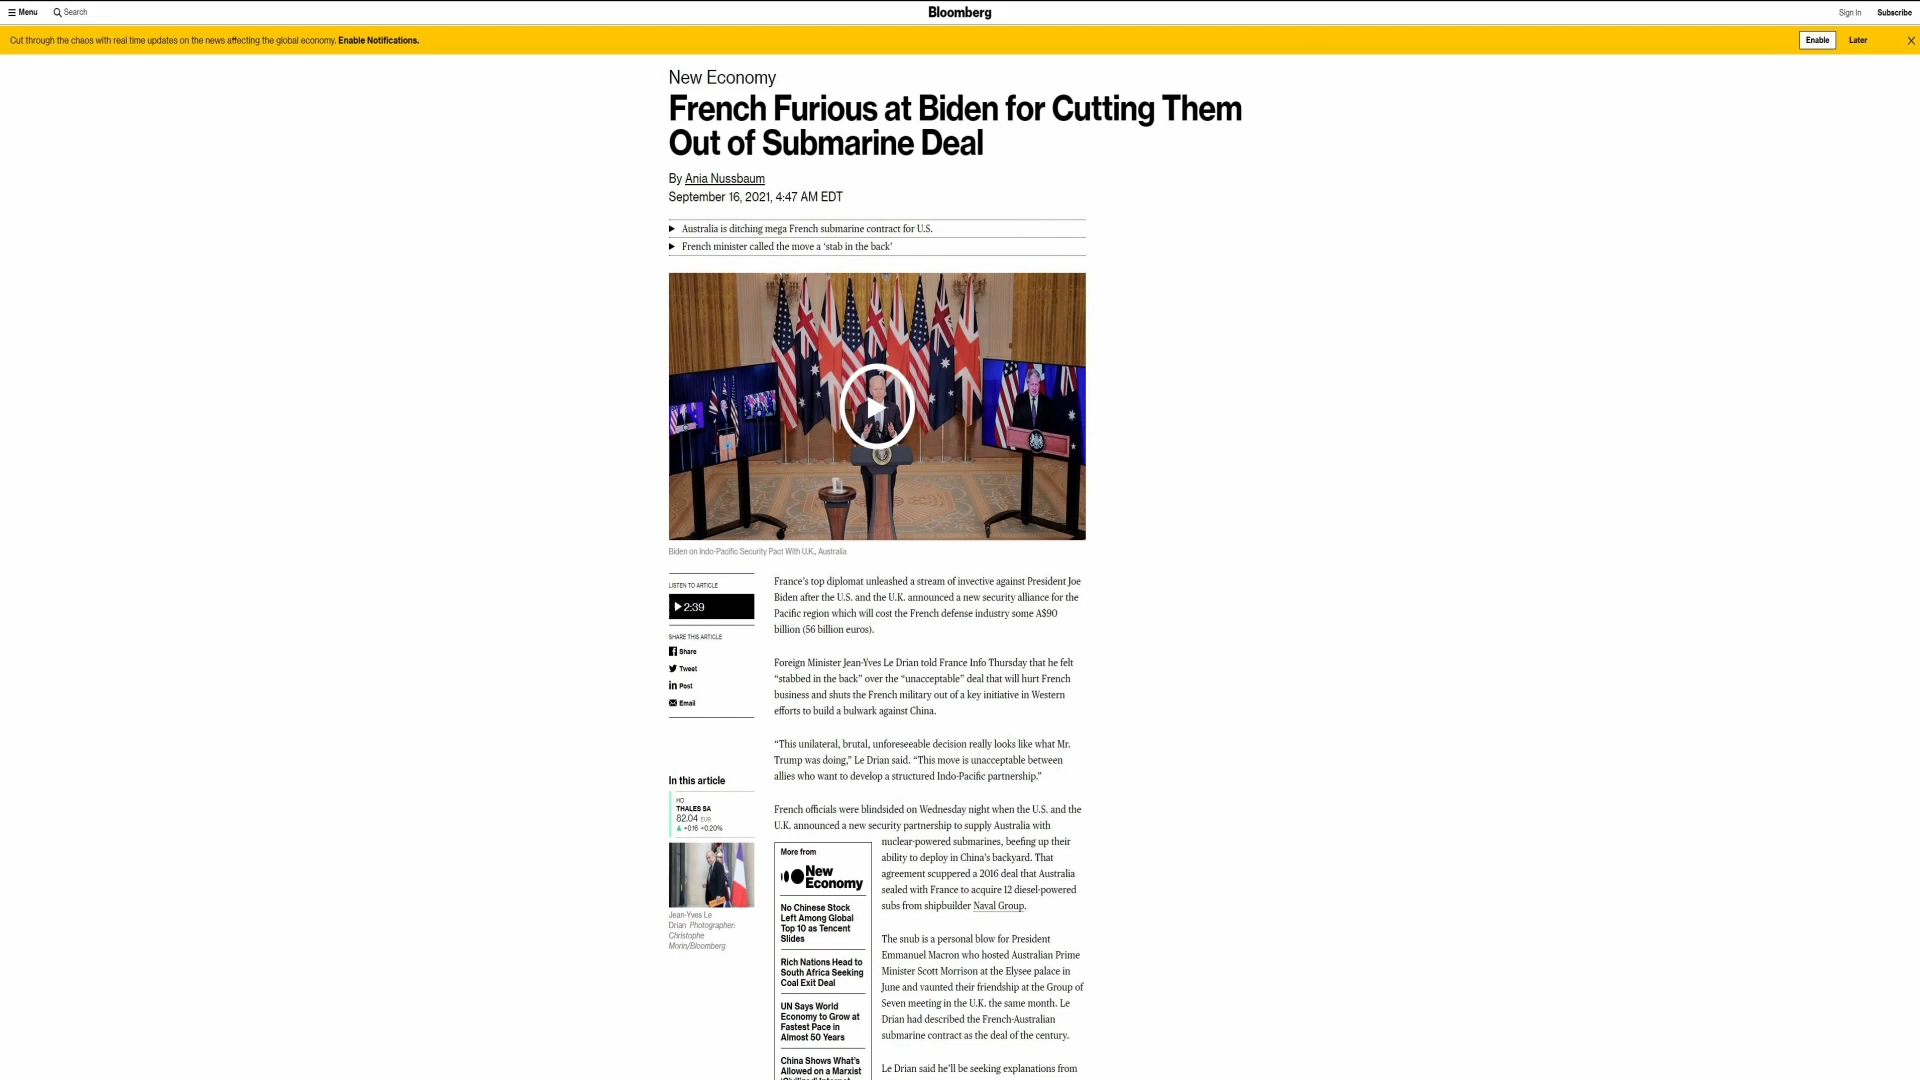 Menu
Search
Bloomberg
Sign In
Subscribe
Cut through the chaos with real time updates on the news affecting the global economy. Enable Notifications.
Enable
Later
New Economy
French Furious at Biden for Cutting Them
Out of Submarine Deal
By Ania Nussbaum
September 16, 2021, 4:47 AM EDT
Australia is ditching mega French submarine contract for U.S.
French minister called the move a ‘stab in the back’
Biden on Indo-Pacific Security Pact With U.K., Australia
LISTEN TO ARTICLE
2:39
SHARE THIS ARTICLE
Share
Tweet
Post
Email
In this article
HO
THALES SA
82.04 EUR
+0.16 +0.20%
Jean-Yves Le
Drian Photographer:
Christophe
Morin/Bloomberg
France’s top diplomat unleashed a stream of invective against President Joe
Biden after the U.S. and the U.K. announced a new security alliance for the
Pacific region which will cost the French defense industry some A$90
billion (56 billion euros).
Foreign Minister Jean-Yves Le Drian told France Info Thursday that he felt
“stabbed in the back” over the “unacceptable” deal that will hurt French
business and shuts the French military out of a key initiative in Western
efforts to build a bulwark against China.
“This unilateral, brutal, unforeseeable decision really looks like what Mr.
Trump was doing,” Le Drian said. “This move is unacceptable between
allies who want to develop a structured Indo-Pacific partnership.”
French officials were blindsided on Wednesday night when the U.S. and the
U.K. announced a new security partnership to supply Australia with
nuclear-powered submarines, beefing up their
ability to deploy in China’s backyard. That
agreement scuppered a 2016 deal that Australia
sealed with France to acquire 12 diesel-powered
subs from shipbuilder Naval Group.
The snub is a personal blow for President
Emmanuel Macron who hosted Australian Prime
Minister Scott Morrison at the Elysee palace in
June and vaunted their friendship at the Group of
Seven meeting in the U.K. the same month. Le
Drian had described the French-Australian
submarine contract as the deal of the century.
Le Drian said he’ll be seeking explanations from
More from
New
Economy
No Chinese Stock
Left Among Global
Top 10 as Tencent
Slides
Rich Nations Head to
South Africa Seeking
Coal Exit Deal
UN Says World
Economy to Grow at
Fastest Pace in
Almost 50 Years
China Shows What’s
Allowed on a Marxist